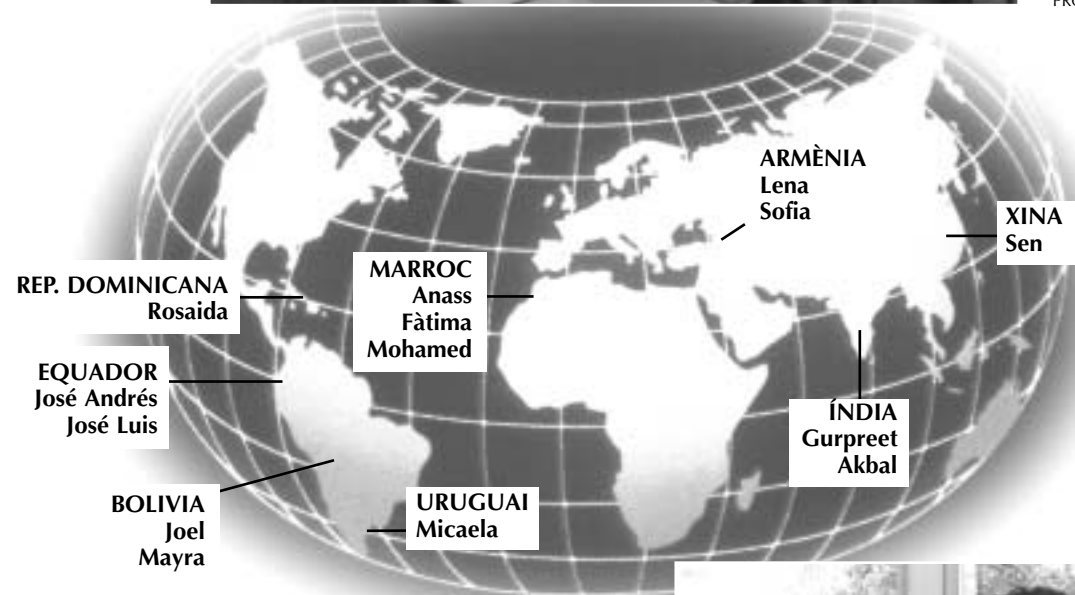 ARMÈNIA
Lena
Sofia
XINA
Sen
REP. DOMINICANA
Rosaida
MARROC
Anass
Fàtima
Mohamed
EQUADOR
José Andrés
José Luis
ÍNDIA
Gurpreet
Akbal
BOLIVIA
Joel
Mayra
URUGUAI
Micaela